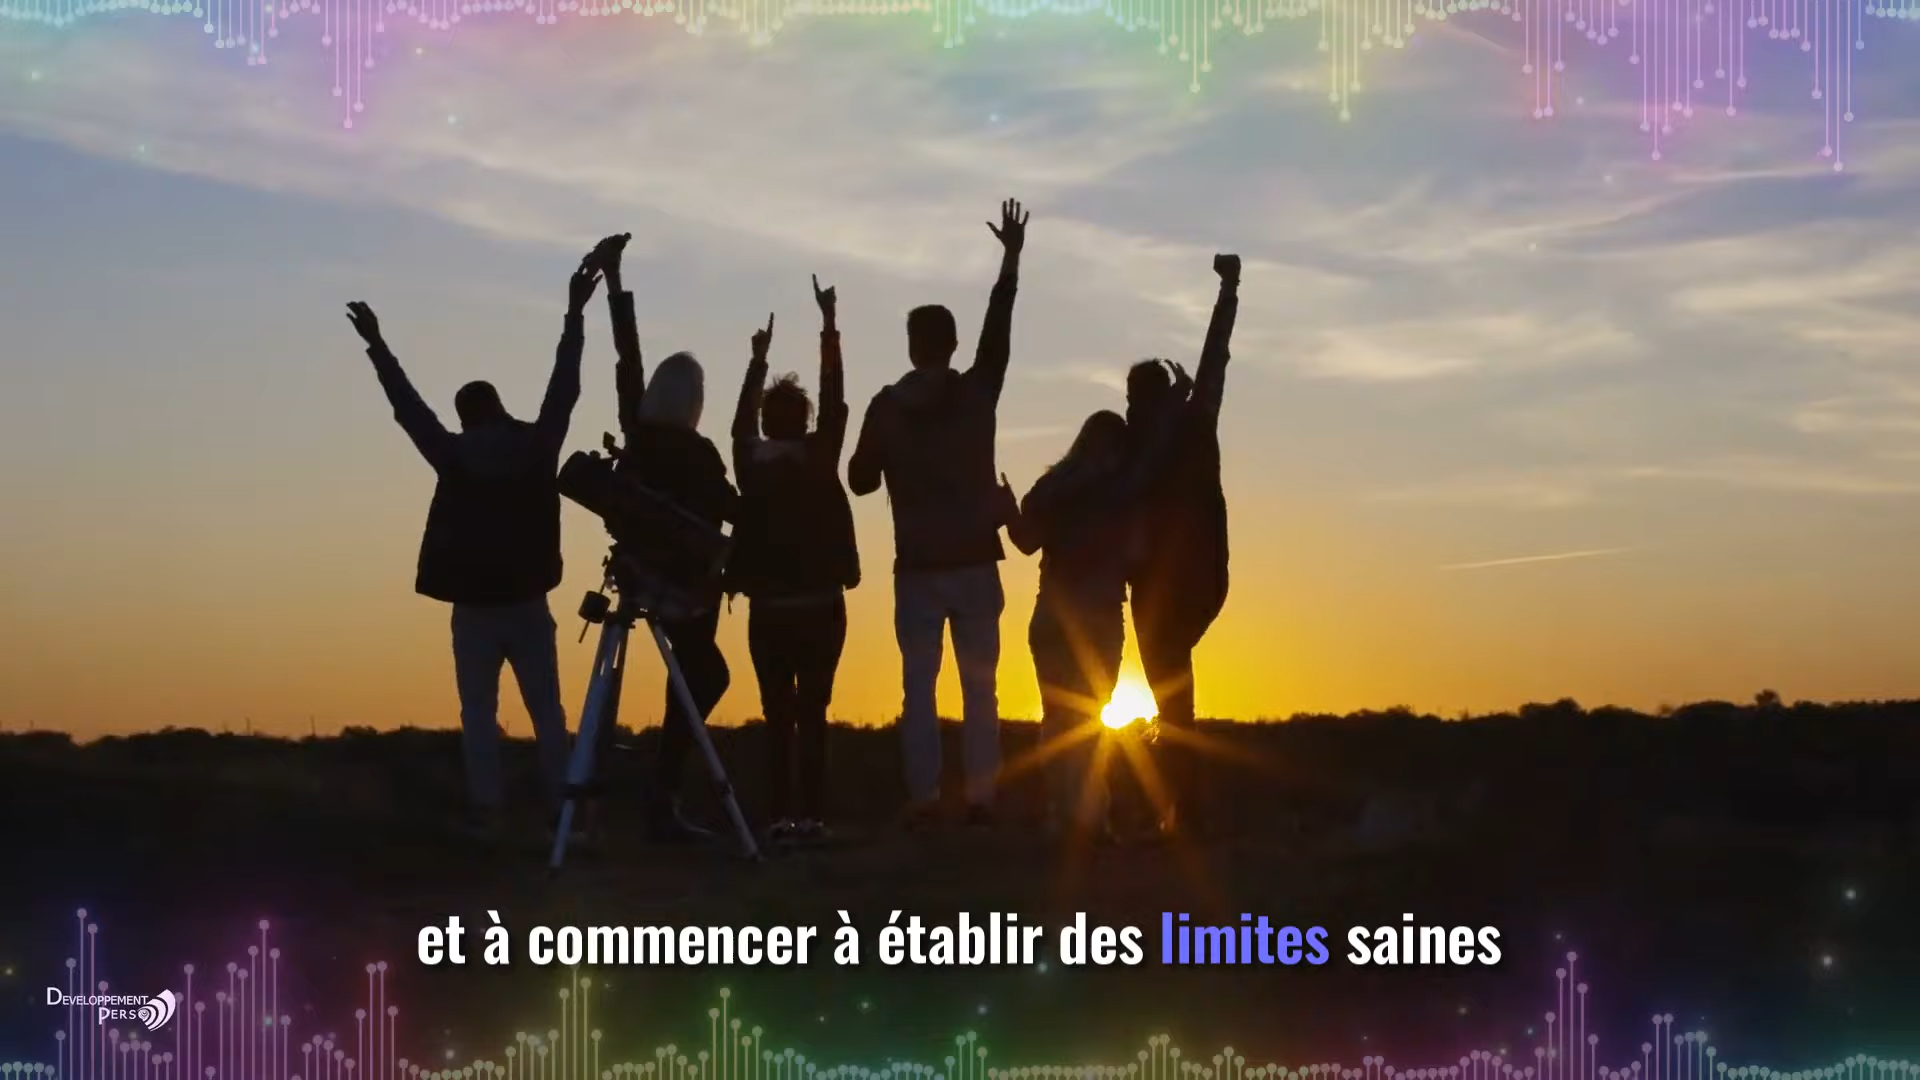 et à commencer à établir des limites saines
DEVELOPPEMENT
PERSO